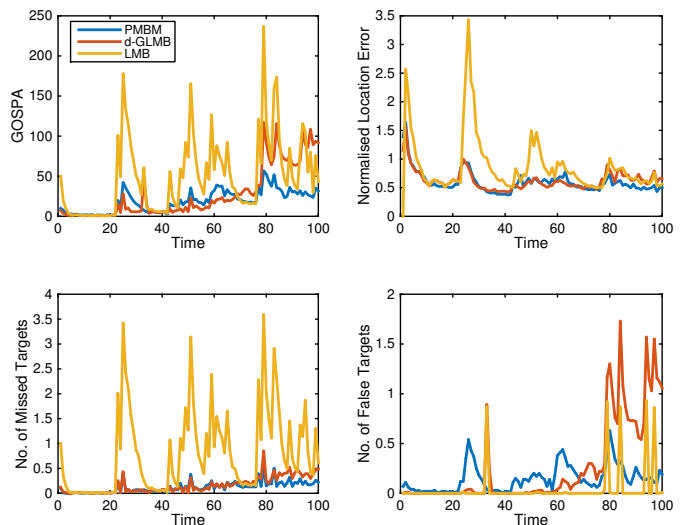 250
200
150
100
50
0
GOSPA
PMBM
d-GLMB
LMB
0 20 40 60 80 100
Time
3.5
3
2.5
2
1.5
1
0.5
0
Normalised Location Error
0 20 40 60 80 100
Time
4
3.5
3
2.5
2
1.5
1
0.5
0
No. of Missed Targets
0 20 40 60 80 100
Time
2
1.5
1
0.5
0
No. of False Targets
0 20 40 60 80 100
Time